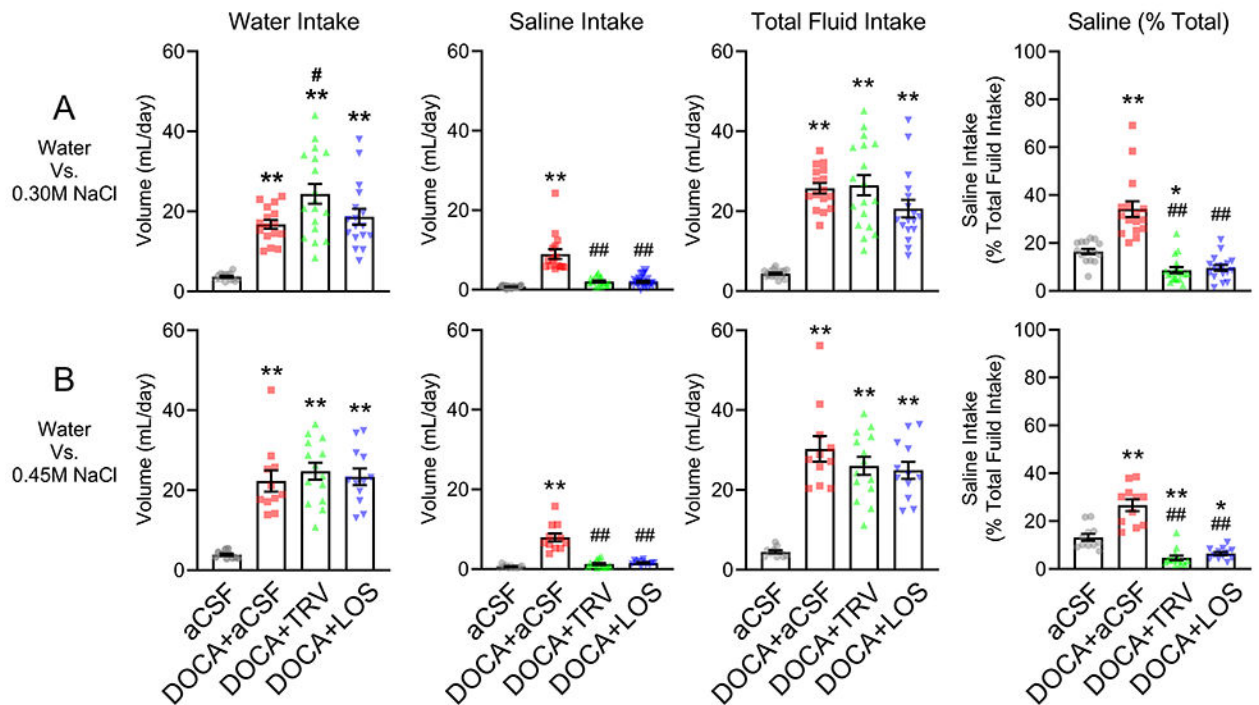 Water Intake
Saline Intake
Total Fluid Intake
Saline (% Total)
A
Water
Vs.
0.30M NaCl
Volume (mL/day)
60
40
20
0
**
#
**
**
Volume (mL/day)
60
40
20
0
**
##
##
Volume (mL/day)
60
40
20
0
**
**
**
Saline Intake
(% Total Fuild Intake)
100
80
60
40
20
0
**
*
##
##
B
Water
Vs.
0.45M NaCl
Volume (mL/day)
60
40
20
0
**
**
**
Volume (mL/day)
60
40
20
0
**
##
##
Volume (mL/day)
60
40
20
0
**
**
**
Saline Intake
(% Total Fuild Intake)
100
80
60
40
20
0
**
**
##
*
##
aCSF
DOCA+aCSF
DOCA+TRV
DOCA+LOS
aCSF
DOCA+aCSF
DOCA+TRV
DOCA+LOS
aCSF
DOCA+aCSF
DOCA+TRV
DOCA+LOS
aCSF
DOCA+aCSF
DOCA+TRV
DOCA+LOS